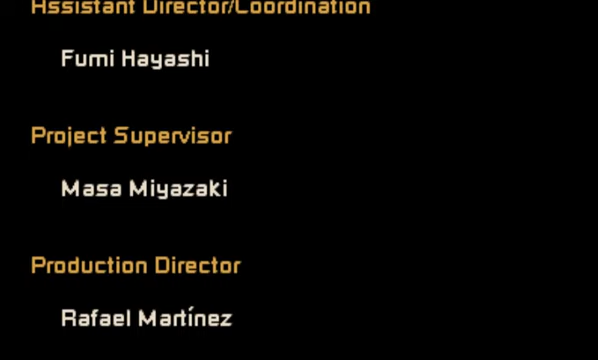 Assistant Director/Coordination
Fumi Hayashi
Project Supervisor
Masa Miyazaki
Production Director
Rafael Martínez